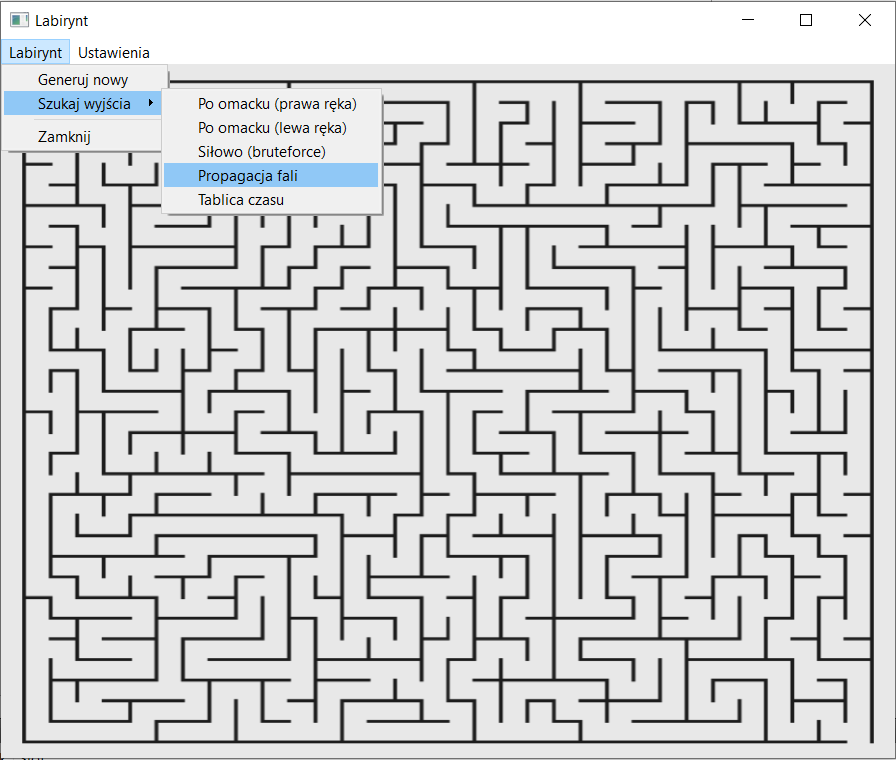 Labirynt
Labirynt Ustawienia
Generuj nowy
Szukaj wyjścia
Zamknij
Po omacku (prawa ręka)
Po omacku (lewa ręka)
Siłowo (bruteforce)
Propagacja fali
Tablica czasu